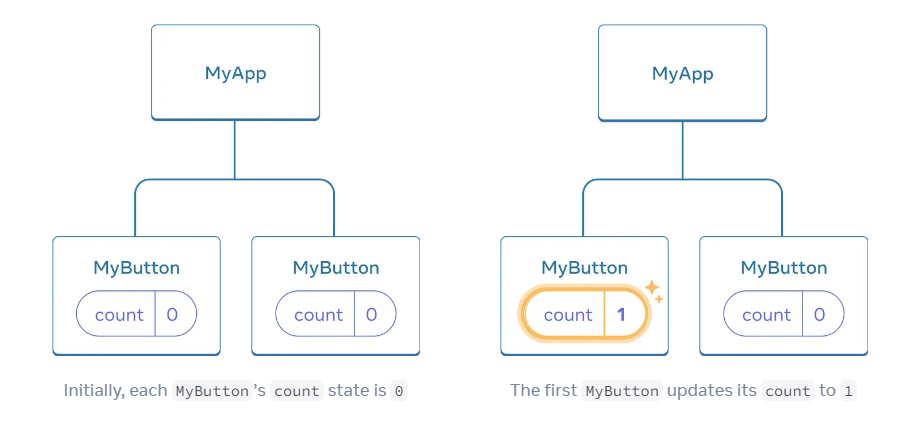 MyApp
MyButton
count 0
MyButton
count 0
Initially, each MyButton's count state is 0
MyApp
MyButton
count 1
MyButton
count 0
The first MyButton updates its count to 1